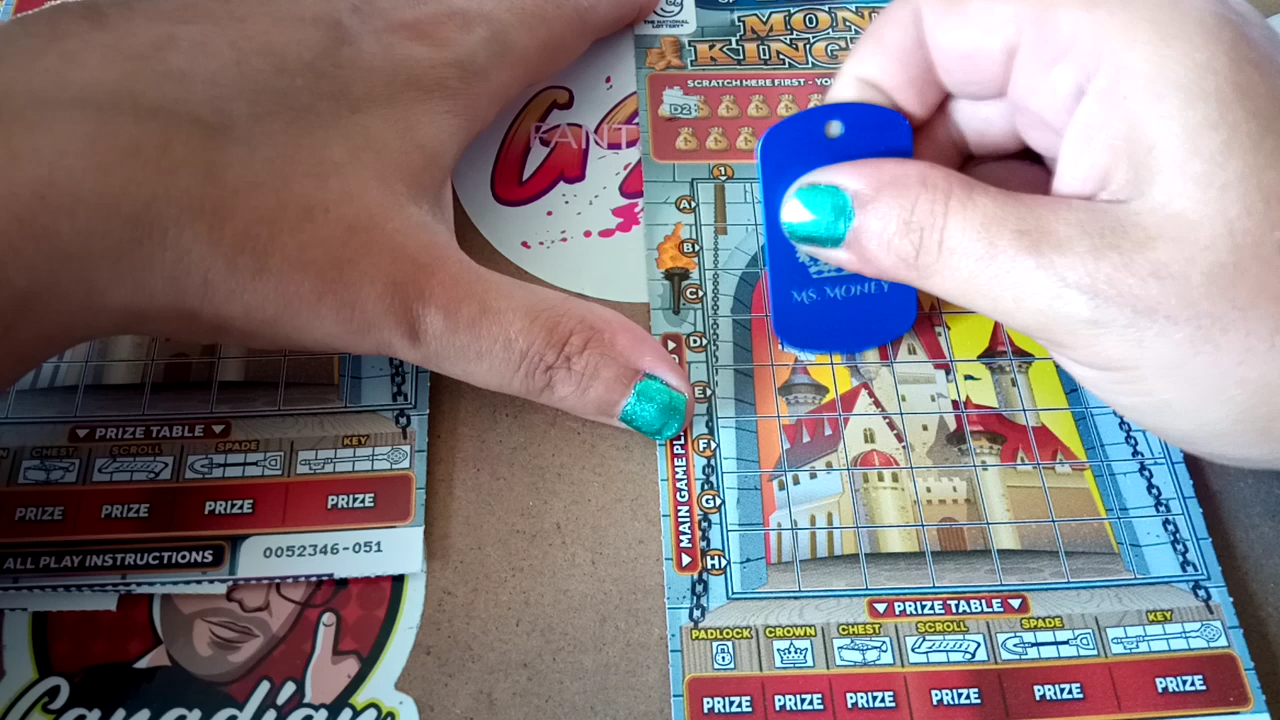 THE NATIONAL
LOTTERY
MON
KING
SCRATCH HERE FIRST - YO
D2
FANT
1
A
B
C
D
E
F
G
H
MS. MONEY
MAIN GAME PL
PRIZE TABLE
CHEST SCROLL SPADE KEY
PRIZE PRIZE PRIZE PRIZE
ALL PLAY INSTRUCTIONS
0052346-051
Canadian
PRIZE TABLE
PADLOCK CROWN CHEST SCROLL SPADE KEY
PRIZE PRIZE PRIZE PRIZE PRIZE PRIZE